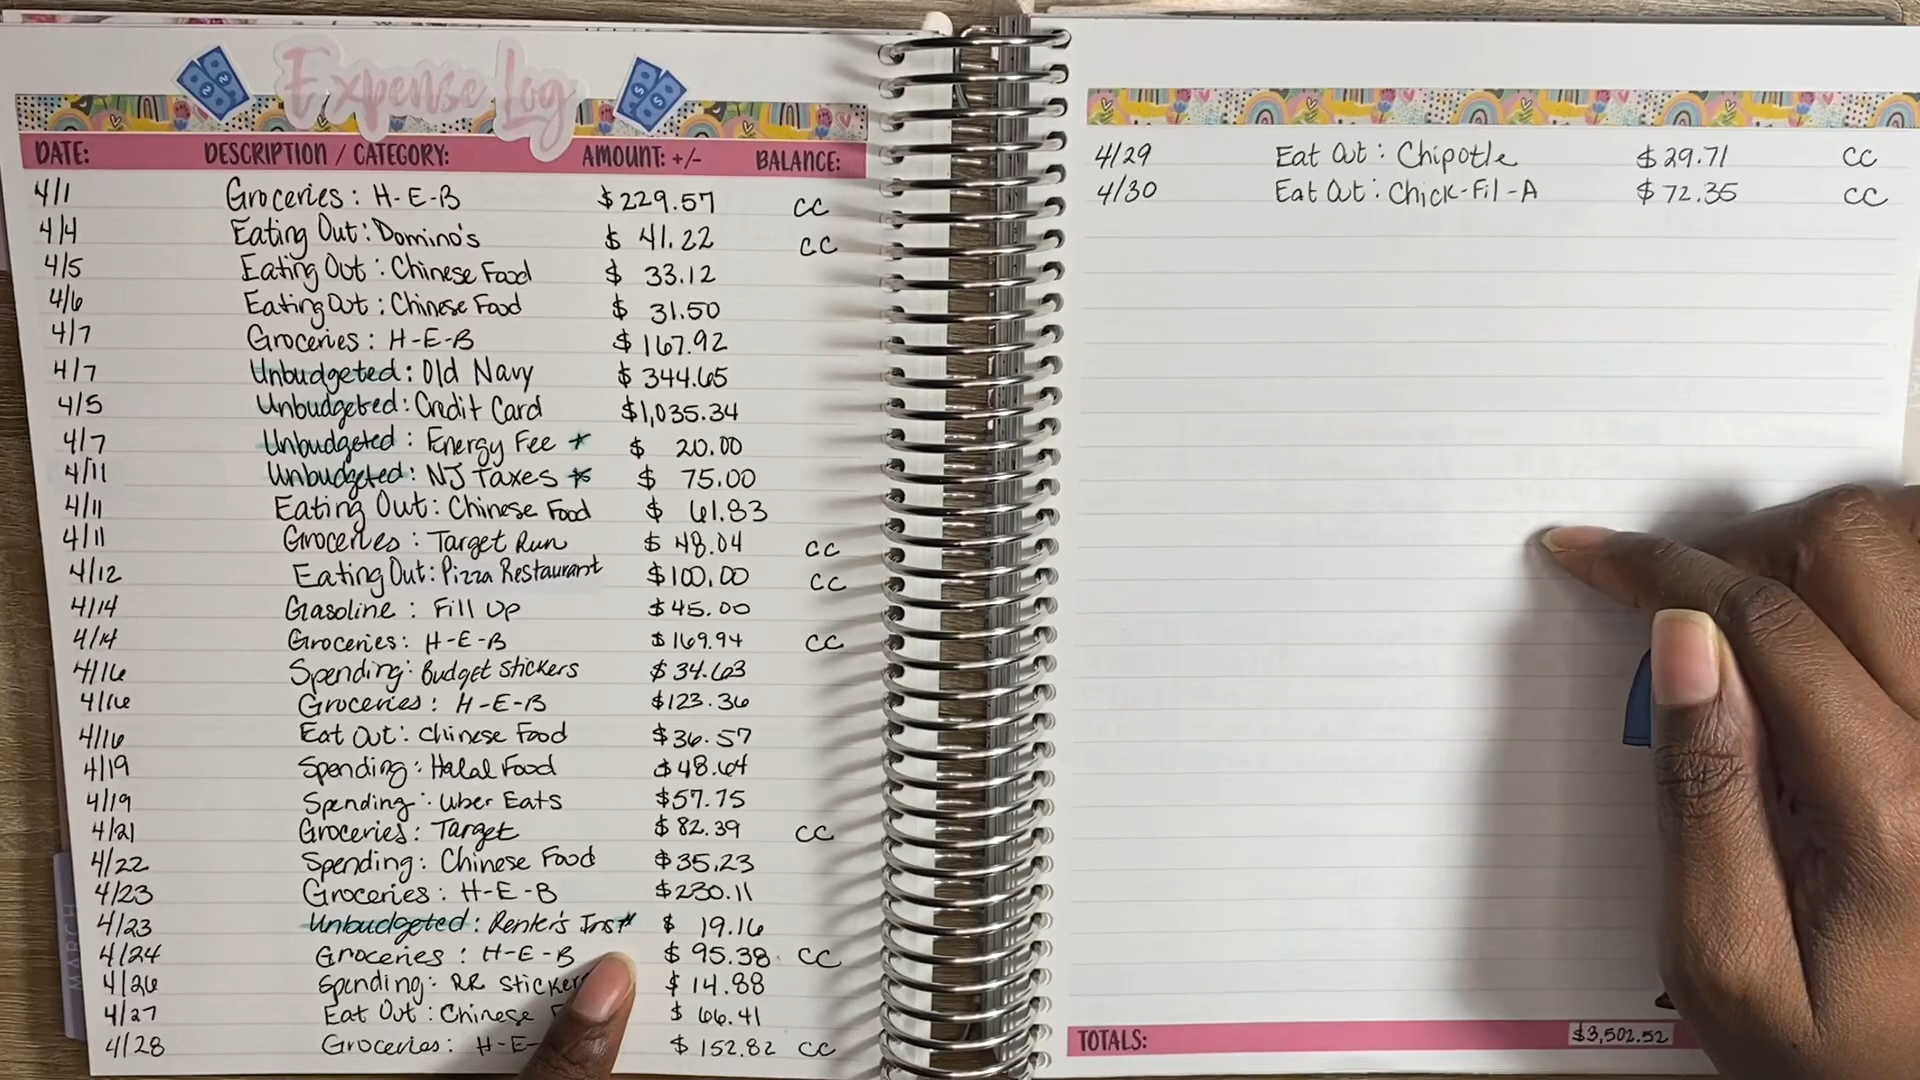 Expense Log
DATE: DESCRIPTION / CATEGORY: AMOUNT: +/- BALANCE:
4/1 Groceries: H-E-B $229.57 CC
4/4 Eating Out: Domino's $ 41.22 CC
4/5 Eating Out: Chinese Food $ 33.12
4/6 Eating Out: Chinese Food $ 31.50
4/7 Groceries: H-E-B $167.92
4/7 Unbudgeted: Old Navy $344.65
4/5 Unbudgeted: Credit Card $1,035.34
4/7 Unbudgeted: Energy Fee * $ 20.00
4/11 Unbudgeted: NJ Taxes * $ 75.00
4/11 Eating Out: Chinese Food $ 61.83
4/11 Groceries: Target Run $ 48.04 CC
4/12 Eating Out: Pizza Restaurant $100.00 CC
4/14 Gasoline: Fill Up $45.00
4/14 Groceries: H-E-B $169.94 CC
4/16 Spending: Budget Stickers $34.63
4/16 Groceries: H-E-B $123.36
4/16 Eat Out: Chinese Food $36.57
4/19 Spending: Halal Food $48.64
4/19 Spending: Uber Eats $57.75
4/21 Groceries: Target $82.39 CC
4/22 Spending: Chinese Food $35.23
4/23 Groceries: H-E-B $230.11
4/23 Unbudgeted: Renter's Ins* $ 19.16
4/24 Groceries: H-E-B $ 95.38 CC
4/26 Spending: RR Sticker $ 14.88
4/27 Eat Out: Chinese $ 66.41
4/28 Groceries: H-E- $ 152.82 CC
4/29 Eat Out: Chipotle $29.71 CC
4/30 Eat Out: Chick-Fil-A $72.35 CC
TOTALS: $3,502.52
MARCH